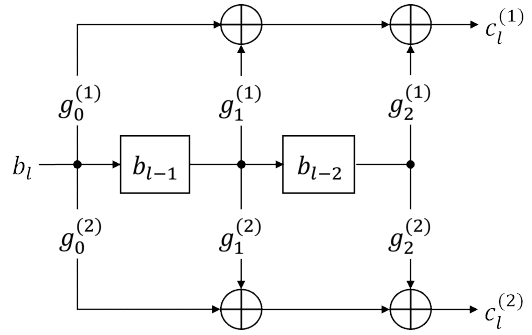 c_l^{(1)}
g_0^{(1)} g_1^{(1)} g_2^{(1)}
b_l b_{l-1} b_{l-2}
g_0^{(2)} g_1^{(2)} g_2^{(2)}
c_l^{(2)}